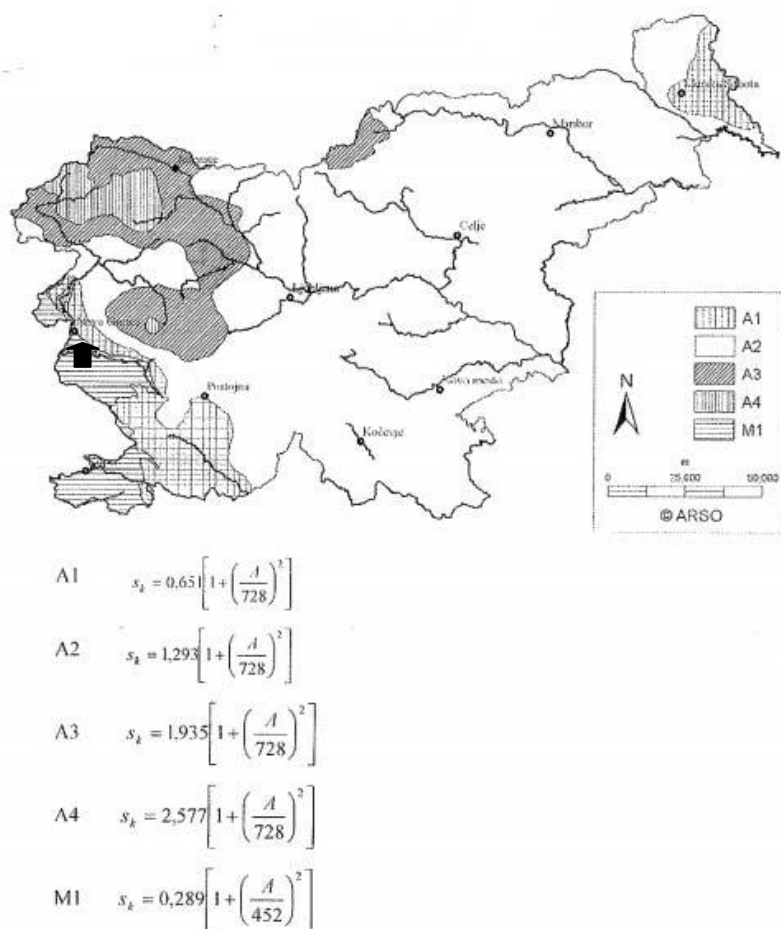 Maribor
Celje
Postojna
Kočevje
A1
A2
A3
A4
M1
N
m
0 25,000 50,000
© ARSO
A1 s_k = 0,651[1+(A/728)^2]
A2 s_k = 1,293[1+(A/728)^2]
A3 s_k = 1,935[1+(A/728)^2]
A4 s_k = 2,577[1+(A/728)^2]
M1 s_k = 0,289[1+(A/452)^2]